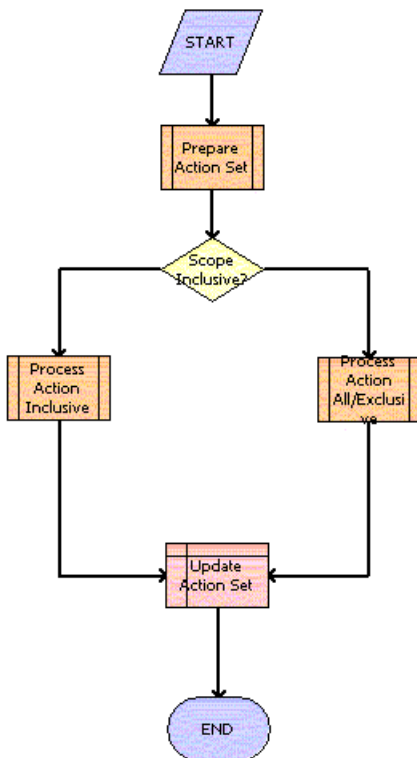 START
Prepare
Action Set
Scope
Inclusive?
Process
Action
Inclusive
Process
Action
All/Exclusi
ve
Update
Action Set
END